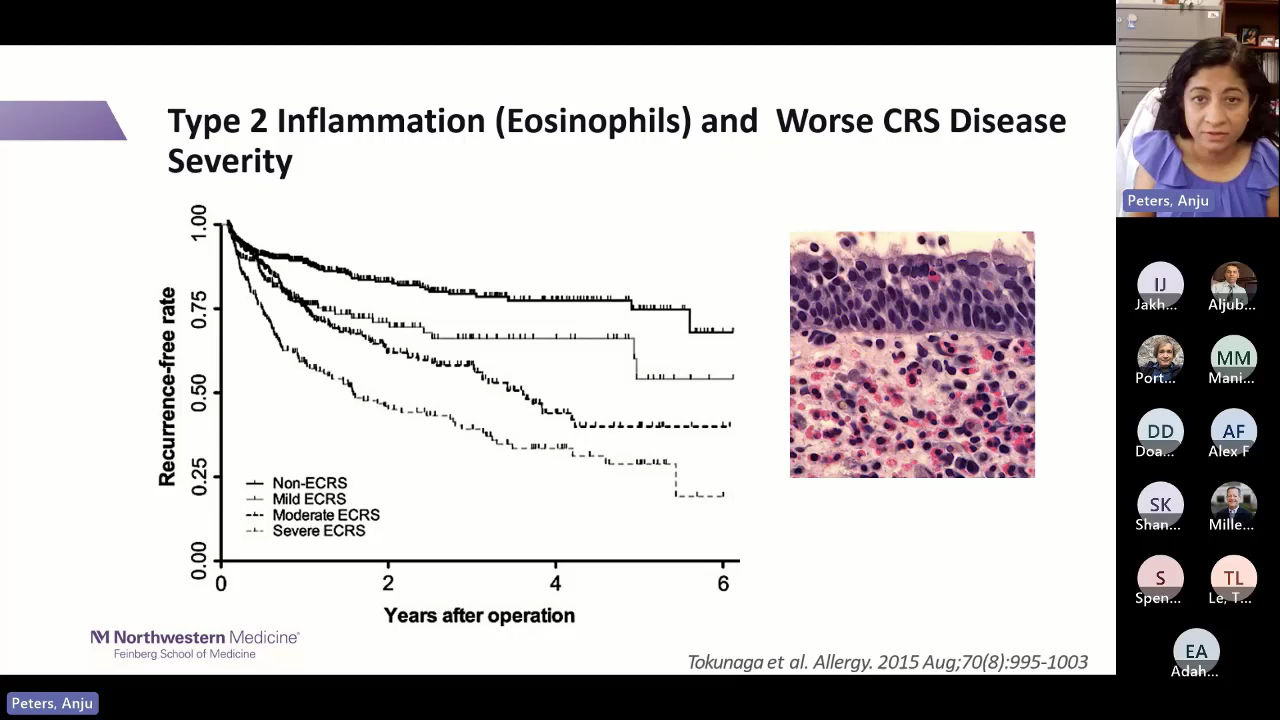 Type 2 Inflammation (Eosinophils) and Worse CRS Disease
Severity
Recurrence-free rate
1.00
0.75
0.50
0.25
0.00
Non-ECRS
Mild ECRS
Moderate ECRS
Severe ECRS
0 2 4 6
Years after operation
Northwestern Medicine
Feinberg School of Medicine
Tokunaga et al. Allergy. 2015 Aug;70(8):995-1003
Peters, Anju
Peters, Anju
IJ
Jakh...
Aljub...
Port...
MM
Mani...
DD
Doa...
AF
Alex F
SK
Shan...
Mille...
S
Spen...
TL
Le, T...
EA
Adah...